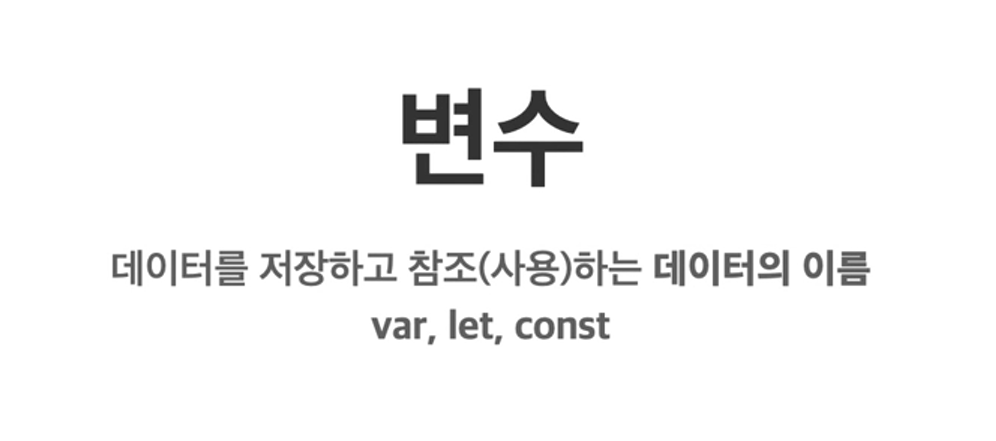 변수
데이터를 저장하고 참조(사용)하는 데이터의 이름
var, let, const